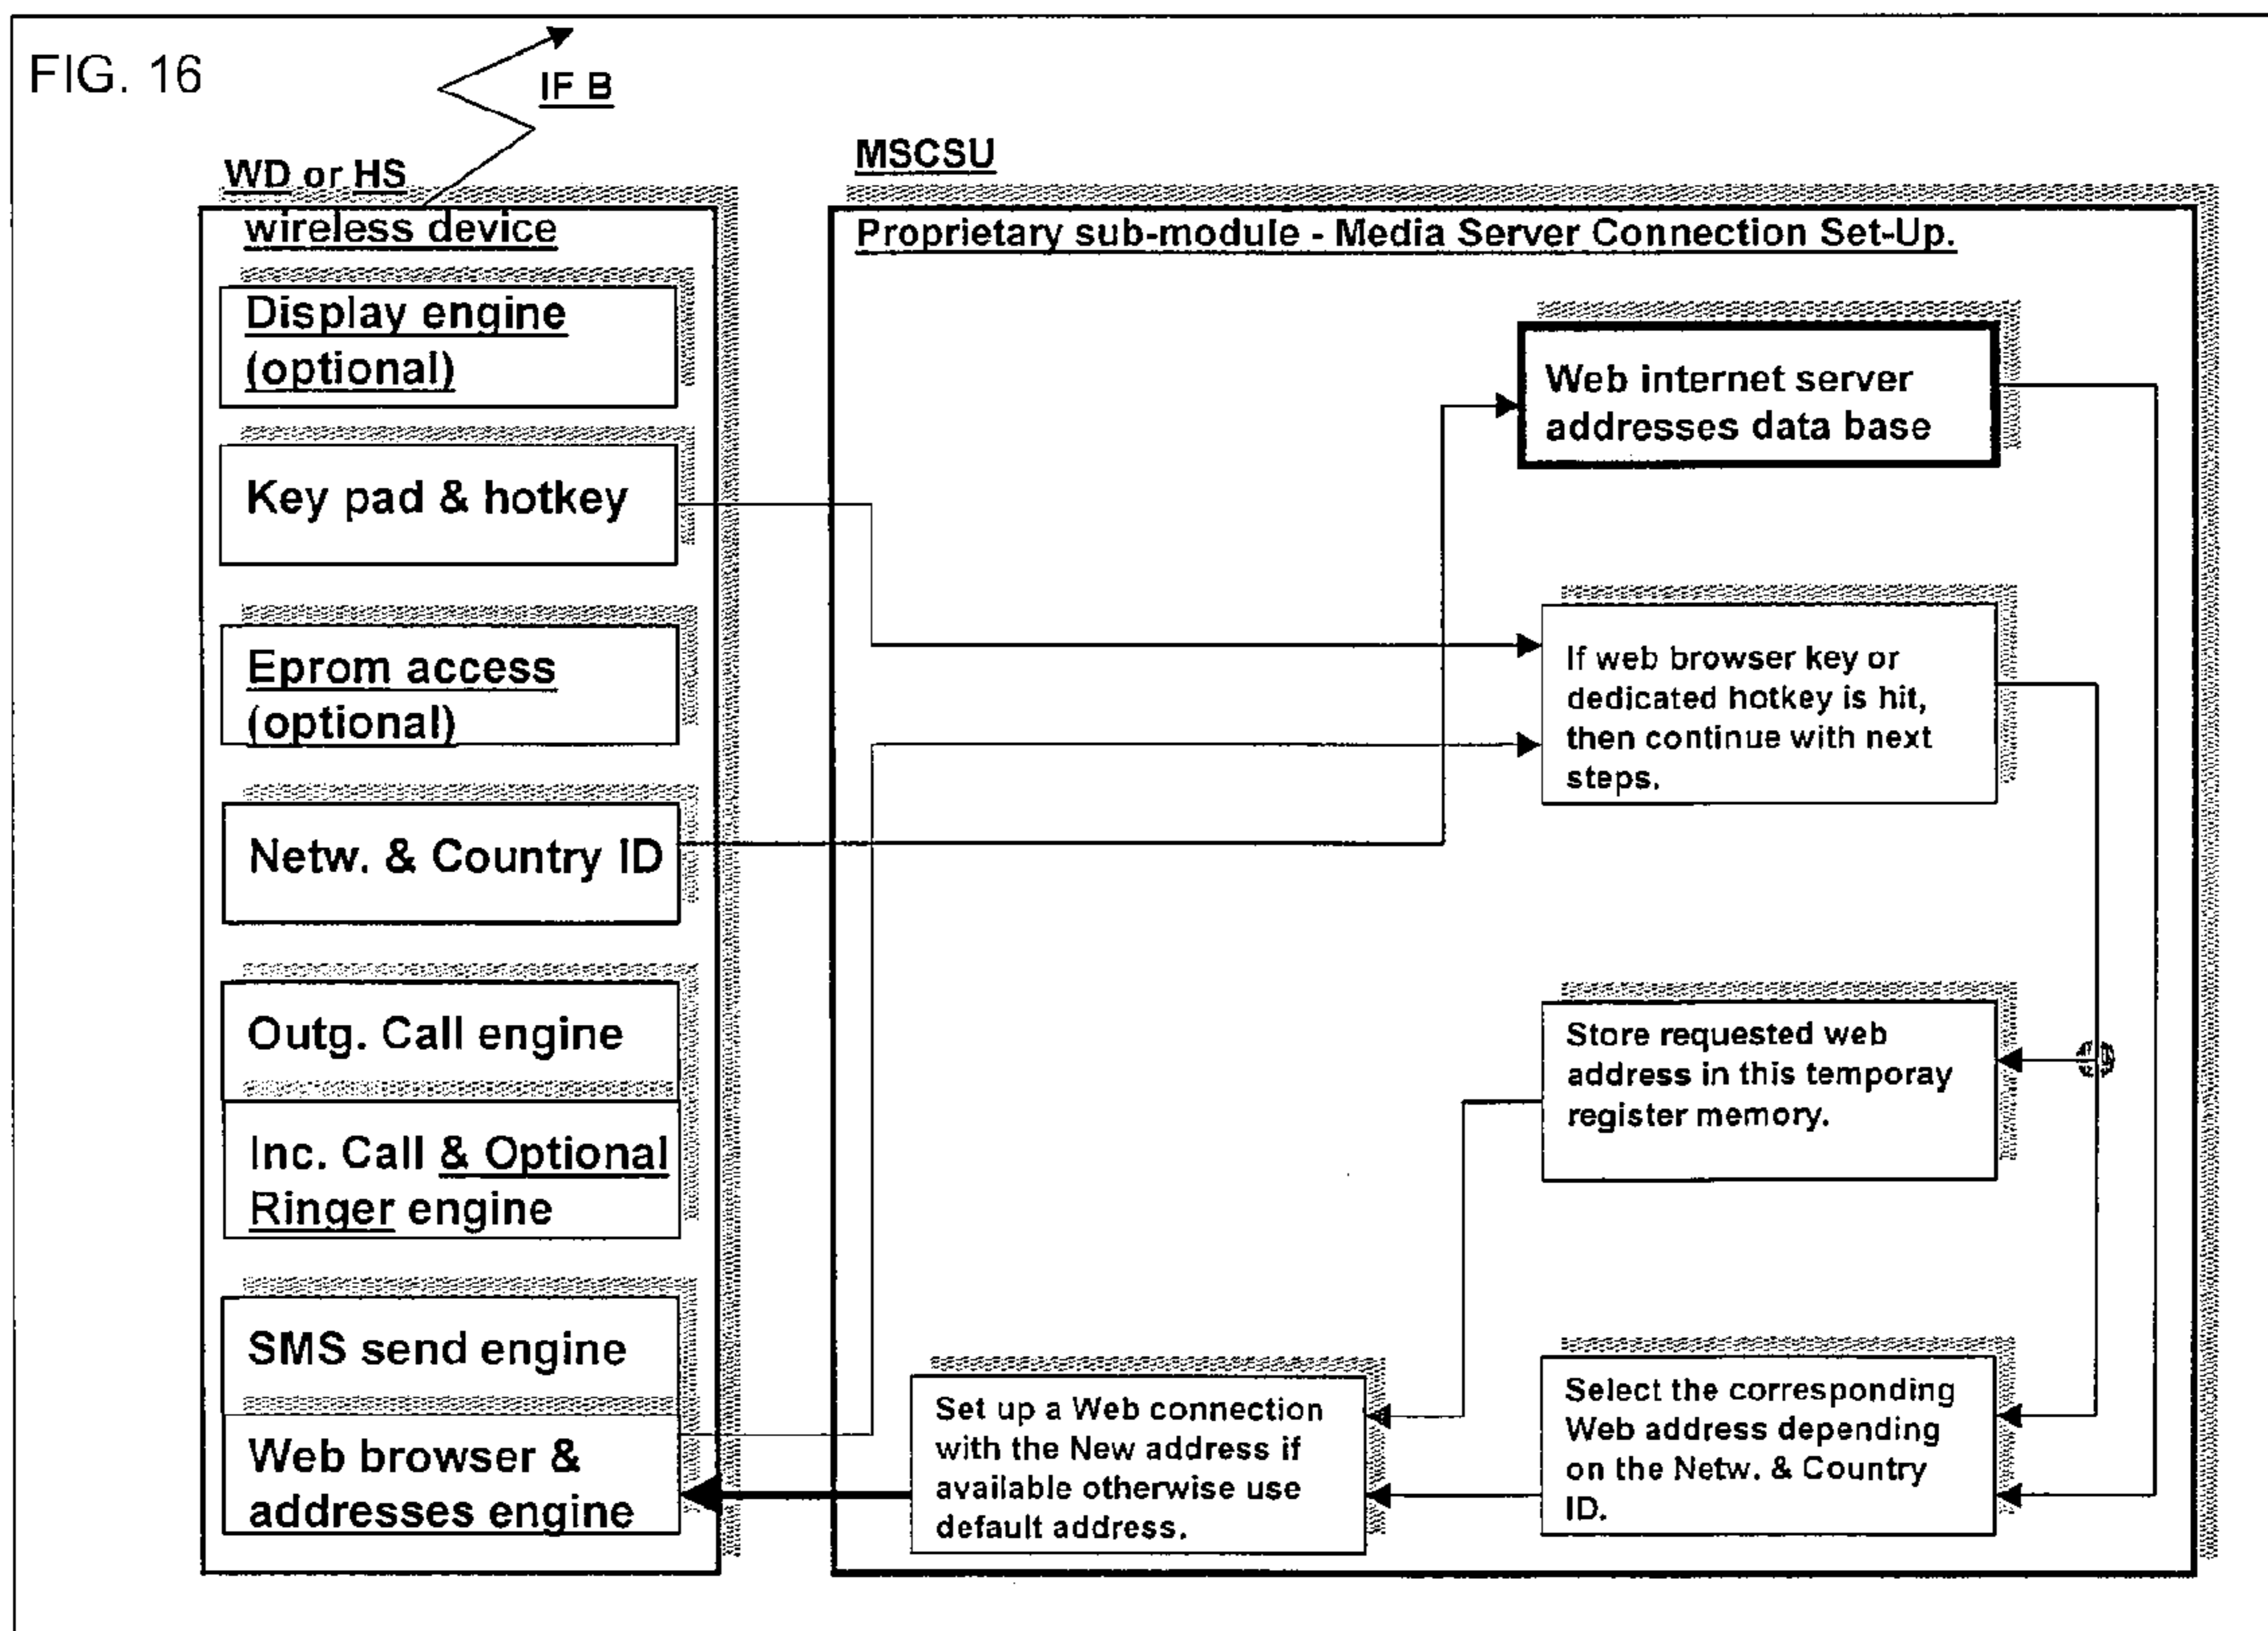 FIG. 16
IF B
WD or HS
wireless device
Display engine
(optional)
Key pad & hotkey
Eprom access
(optional)
Netw. & Country ID
Outg. Call engine
Inc. Call & Optional
Ringer engine
SMS send engine
Web browser &
addresses engine
MSCSU
Proprietary sub-module - Media Server Connection Set-Up.
Web internet server
addresses data base
If web browser key or
dedicated hotkey is hit,
then continue with next
steps.
Store requested web
address in this temporay
register memory.
Select the corresponding
Web address depending
on the Netw. & Country
ID.
Set up a Web connection
with the New address if
available otherwise use
default address.